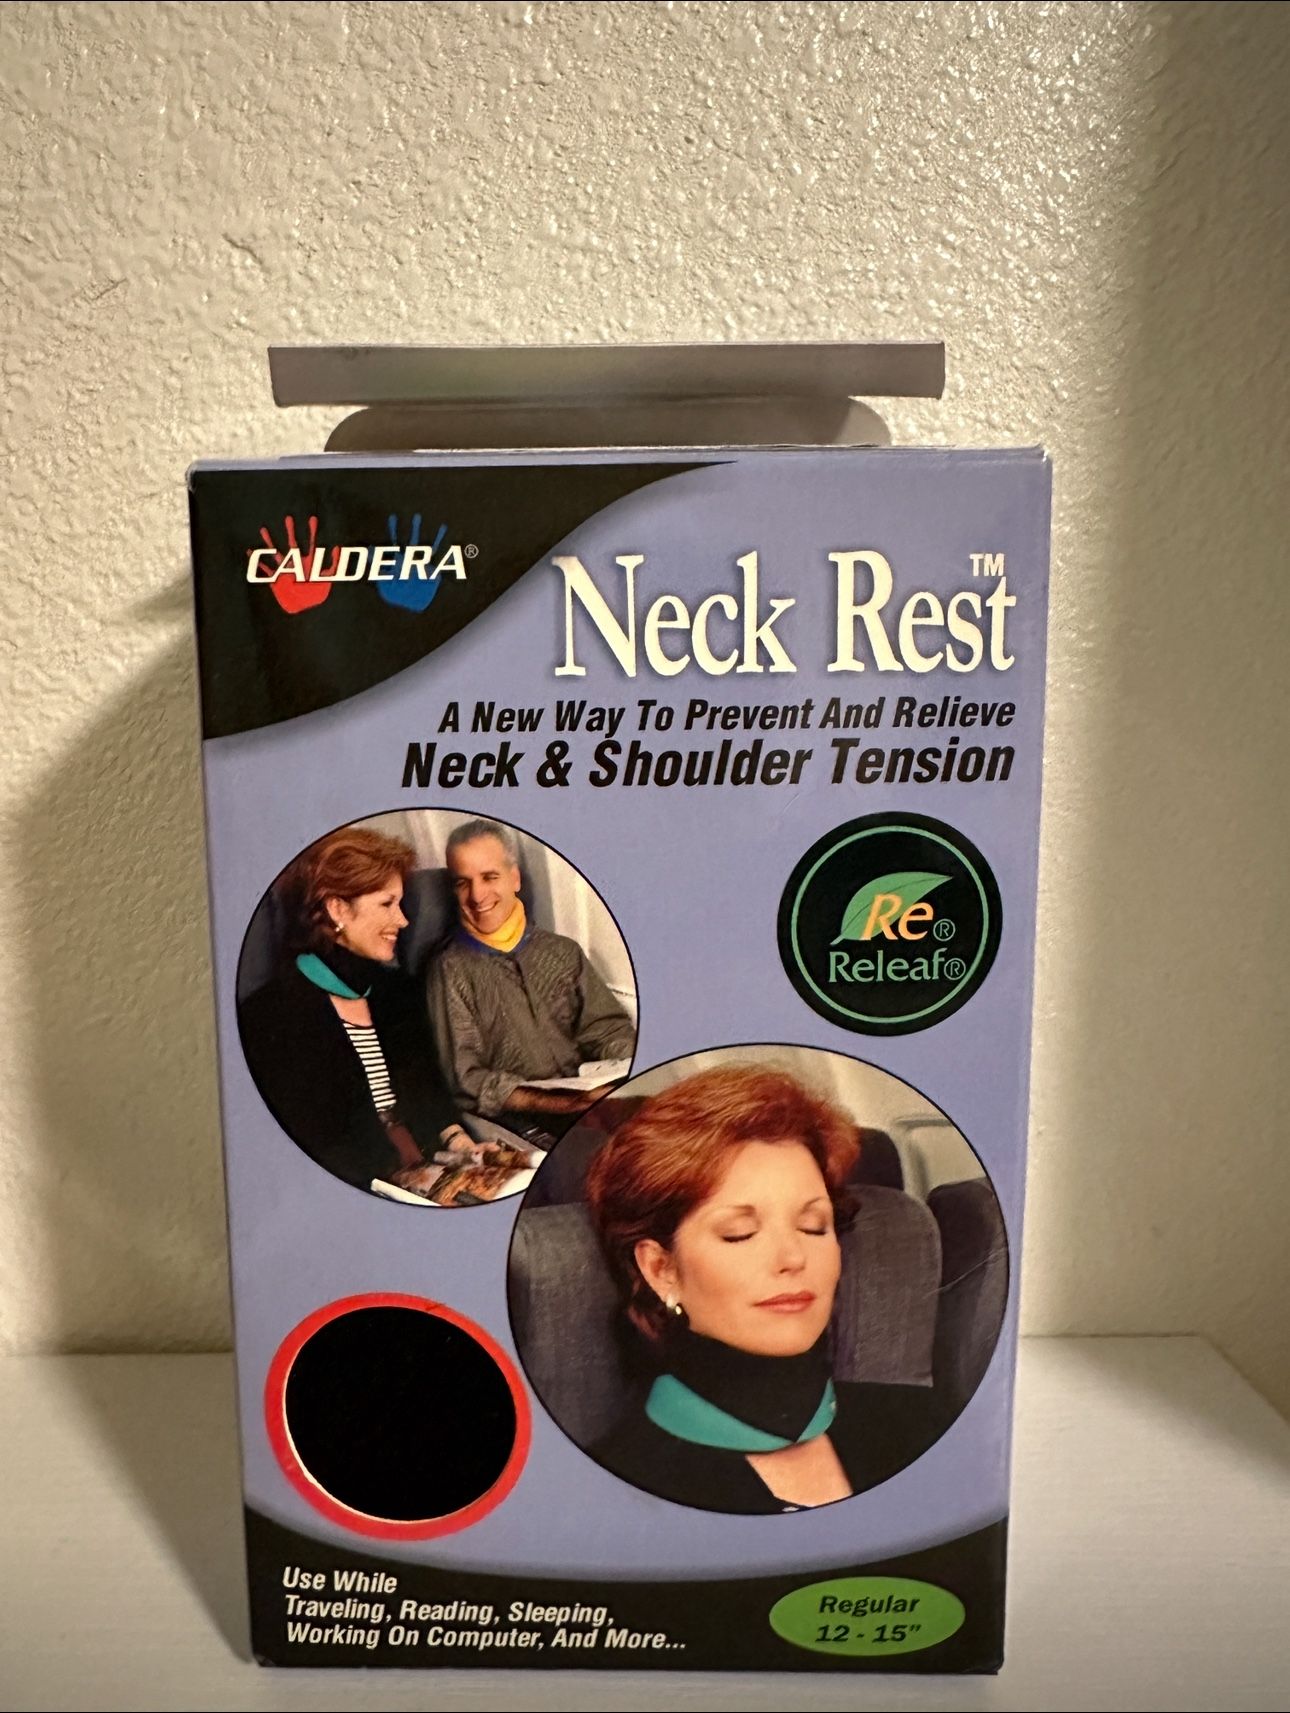 CALDERA®
Neck Rest™
A New Way To Prevent And Relieve
Neck & Shoulder Tension
Re®
Releaf®
Use While
Traveling, Reading, Sleeping,
Working On Computer, And More...
Regular
12 - 15”